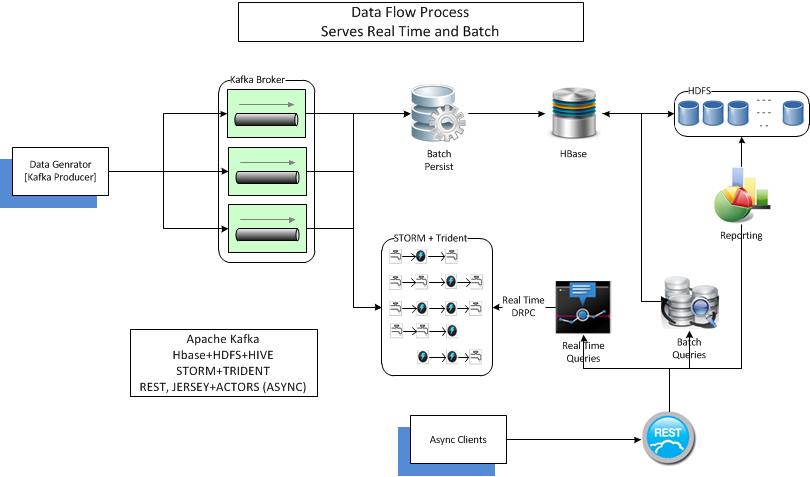 Data Flow Process
Serves Real Time and Batch
Kafka Broker
HDFS
Data Genrator
[Kafka Producer]
Batch
Persist
HBase
Reporting
STORM + Trident
Real Time
DRPC
Real Time
Queries
Batch
Queries
Apache Kafka
Hbase+HDFS+HIVE
STORM+TRIDENT
REST, JERSEY+ACTORS (ASYNC)
Async Clients
REST